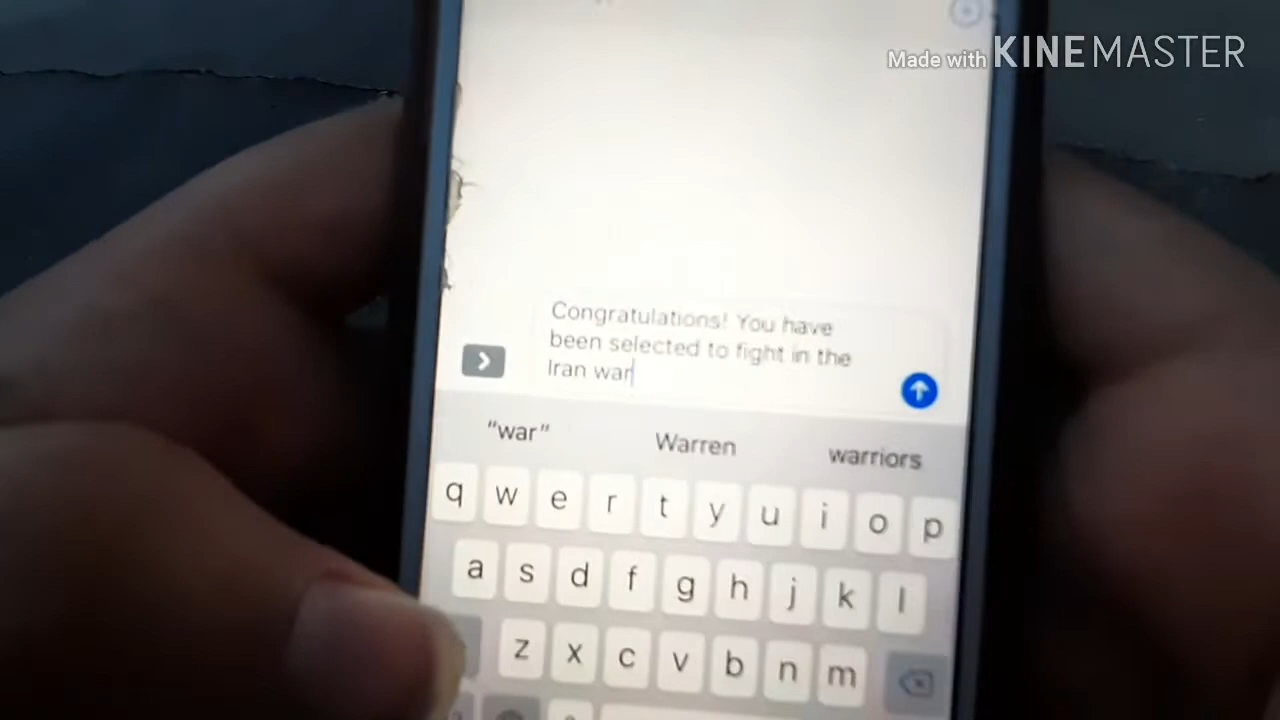 Made with KINEMASTER
Congratulations! You have
been selected to fight in the
Iran war
"war" Warren warriors
q w e r t y u i o p
a s d f g h j k l
z x c v b n m